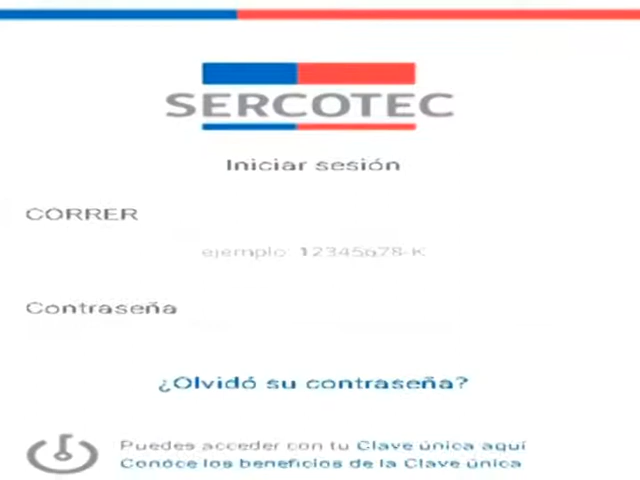 SERCOTEC
Iniciar sesión
CORRER
ejemplo: 12345678-K
Contraseña
¿Olvidó su contraseña?
Puedes acceder con tu Clave única aquí
Conoce los beneficios de la Clave única